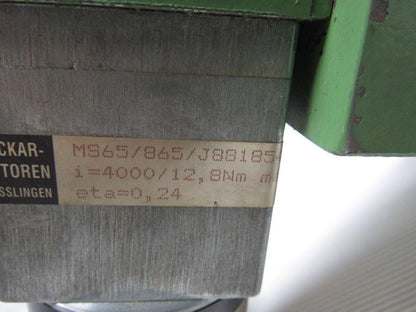 CKAR-
TOREN
SSLINGEN
MS65/865/J88185
i=4000/12,8Nm m
eta=0,24